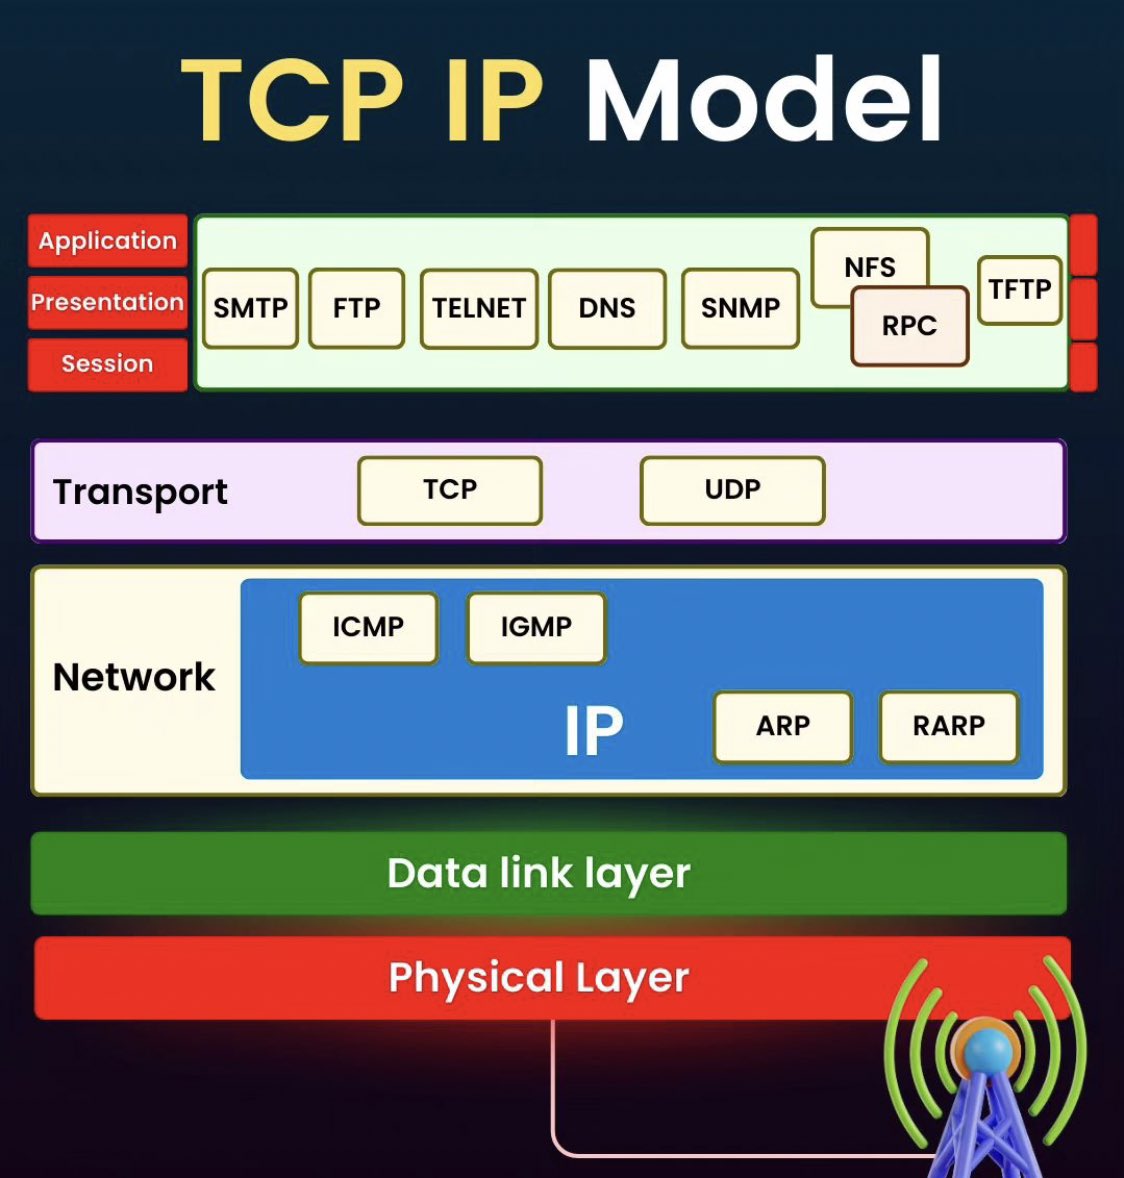 TCP IP Model
Application
Presentation
Session
SMTP
FTP
TELNET
DNS
SNMP
NFS
RPC
TFTP
Transport
TCP
UDP
Network
ICMP
IGMP
IP
ARP
RARP
Data link layer
Physical Layer